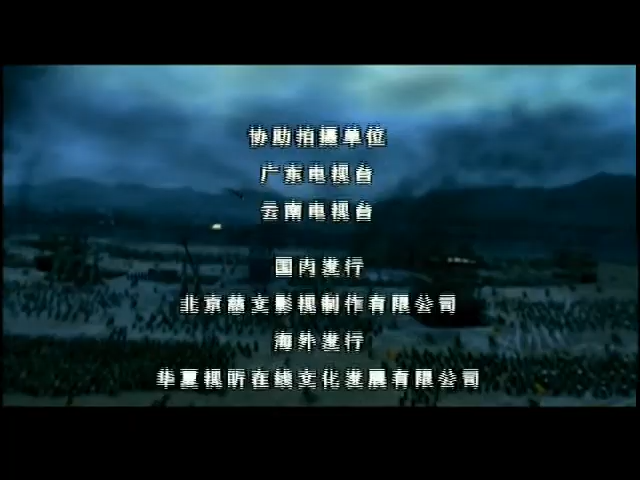 协助拍摄单位
广东电视台
云南电视台
国内发行
北京慈文影视制作有限公司
海外发行
华夏视听在线文化发展有限公司